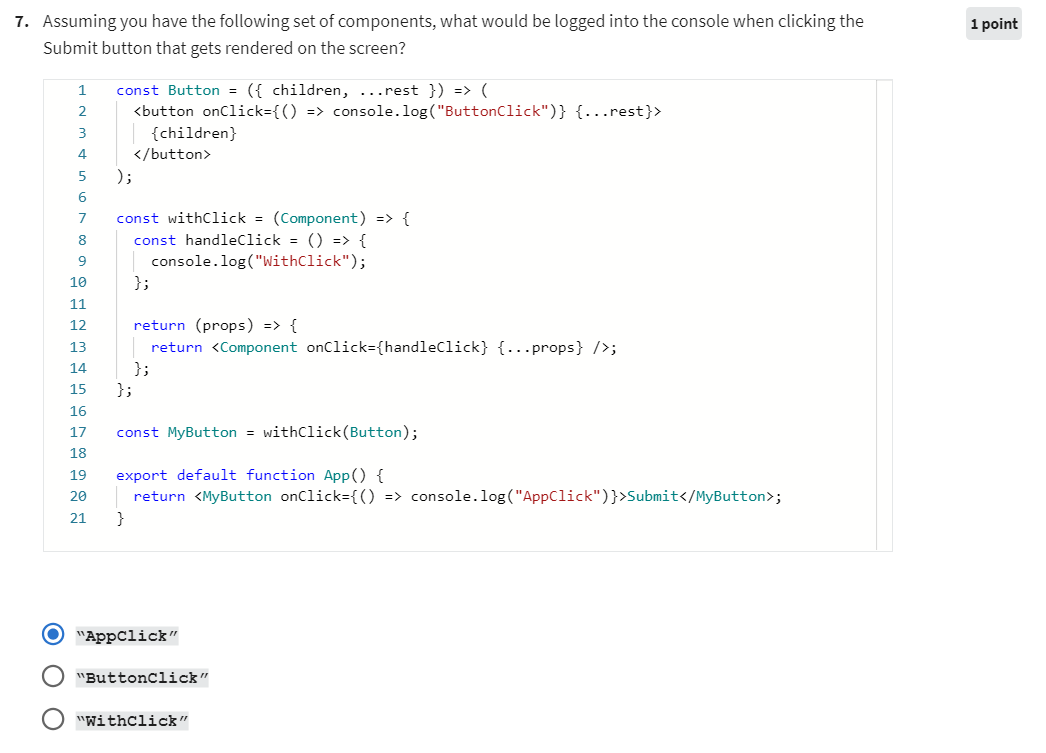 7. Assuming you have the following set of components, what would be logged into the console when clicking the
1 point
Submit button that gets rendered on the screen?
1 const Button = ({ children, ...rest }) => (
2   <button onClick={() => console.log("ButtonClick")} {...rest}>
3     {children}
4   </button>
5 );
6
7 const withClick = (Component) => {
8   const handleClick = () => {
9     console.log("WithClick");
10   };
11
12   return (props) => {
13     return <Component onClick={handleClick} {...props} />;
14   };
15 };
16
17 const MyButton = withClick(Button);
18
19 export default function App() {
20   return <MyButton onClick={() => console.log("AppClick")}>Submit</MyButton>;
21 }
“AppClick”
“ButtonClick”
“WithClick”